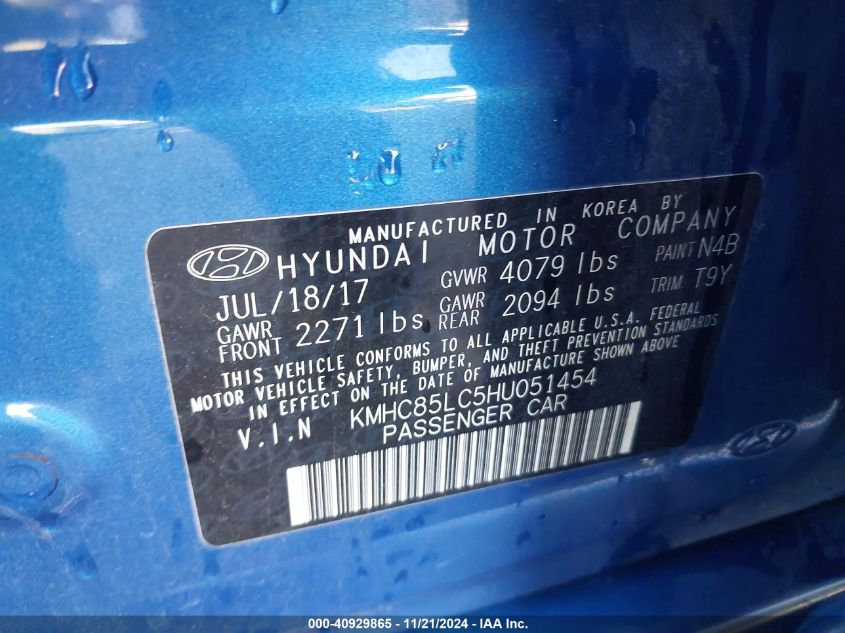 MANUFACTURED IN KOREA BY
HYUNDAI MOTOR COMPANY
JUL/18/17 GVWR 4079 lbs PAINT N4B
GAWR FRONT 2271 lbs GAWR REAR 2094 lbs TRIM T9Y
THIS VEHICLE CONFORMS TO ALL APPLICABLE U.S.A. FEDERAL
MOTOR VEHICLE SAFETY, BUMPER, AND THEFT PREVENTION STANDARDS
IN EFFECT ON THE DATE OF MANUFACTURE SHOWN ABOVE
V.I.N KMHC85LC5HU051454
PASSENGER CAR
000-40929865 - 11/21/2024 - IAA Inc.